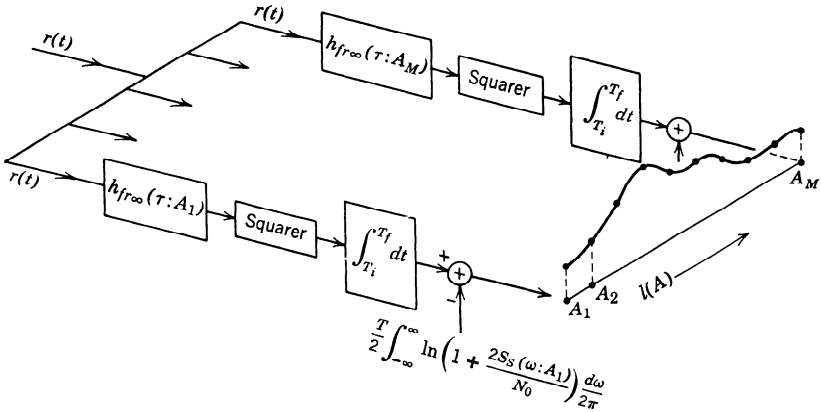 r(t)
r(t)
h_{fr∞}(τ:A_M)
Squarer
∫_{T_i}^{T_f} dt
+
A_M
r(t)
h_{fr∞}(τ:A_1)
Squarer
∫_{T_i}^{T_f} dt
+
+
−
A_1
A_2
l(A)
T/2 ∫_{-∞}^{∞} ln(1 + 2S_s(ω:A_1)/N_0) dω/2π